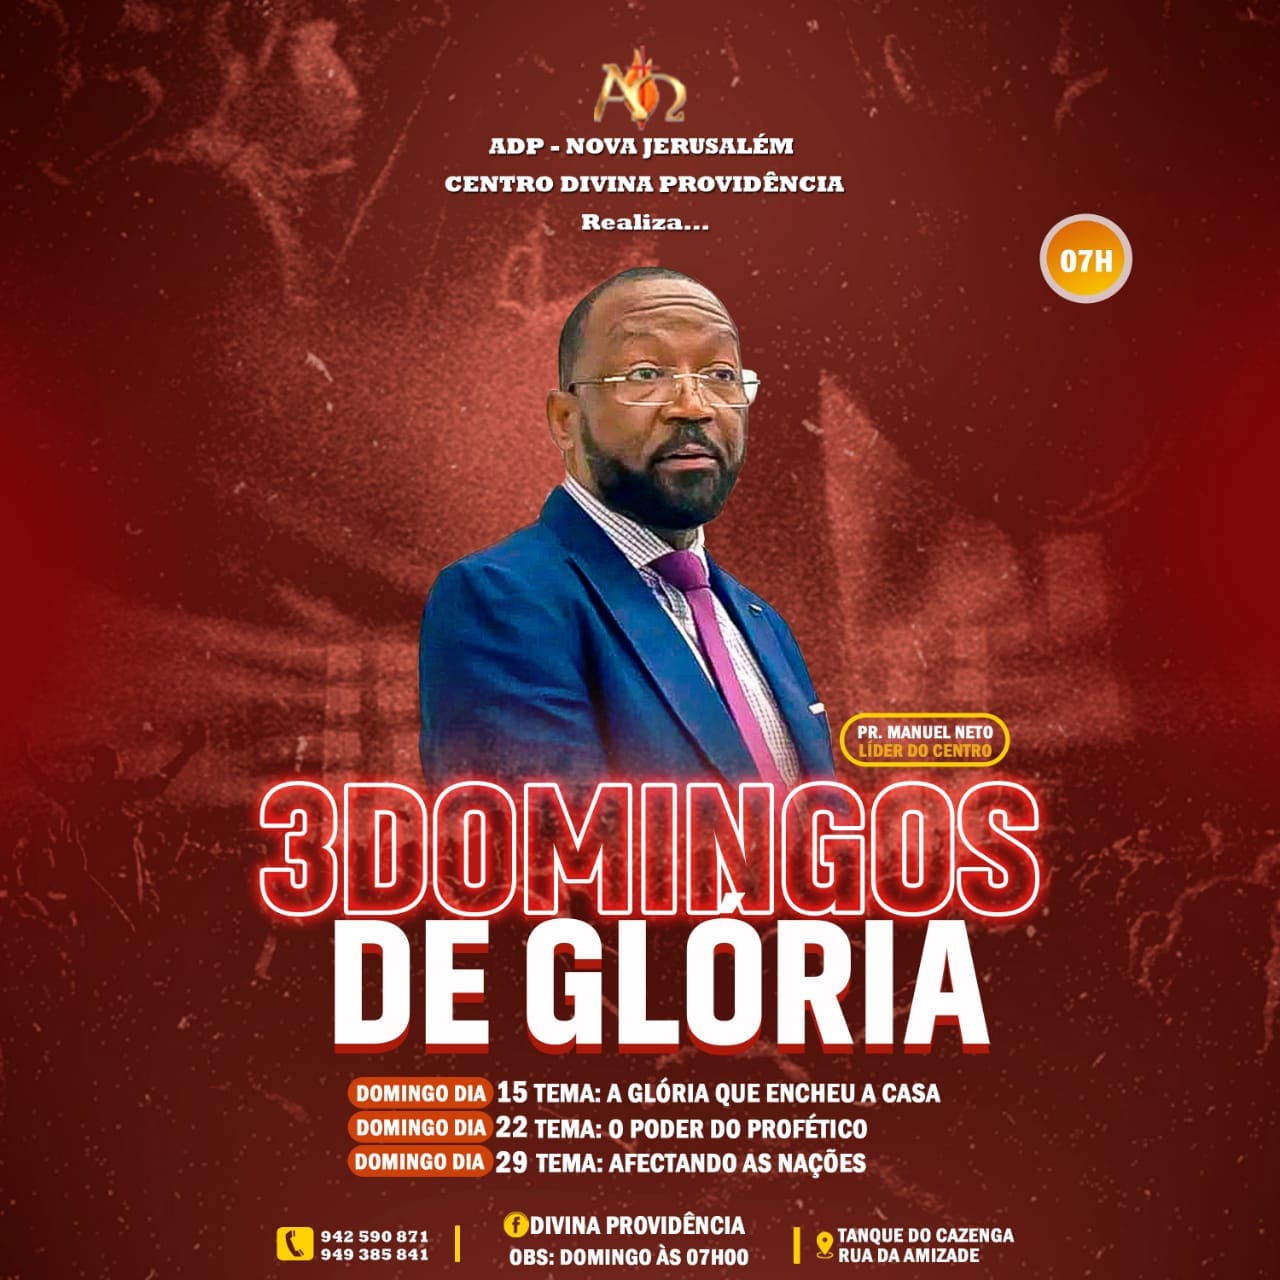 AΩ
ADP - NOVA JERUSALÉM
CENTRO DIVINA PROVIDÊNCIA
Realiza...
07H
PR. MANUEL NETO
LÍDER DO CENTRO
3DOMINGOS
DE GLÓRIA
DOMINGO DIA 15 TEMA: A GLÓRIA QUE ENCHEU A CASA
DOMINGO DIA 22 TEMA: O PODER DO PROFÉTICO
DOMINGO DIA 29 TEMA: AFECTANDO AS NAÇÕES
942 590 871
949 385 841
DIVINA PROVIDÊNCIA
OBS: DOMINGO ÀS 07H00
TANQUE DO CAZENGA
RUA DA AMIZADE